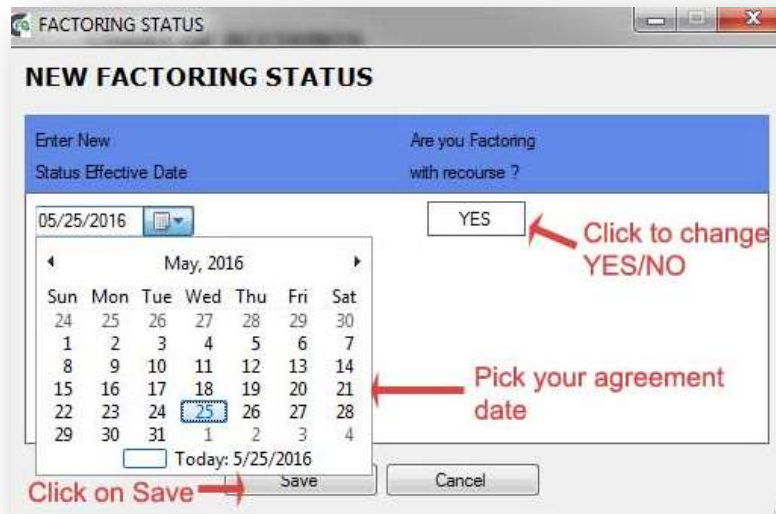 FACTORING STATUS
NEW FACTORING STATUS
Enter New
Status Effective Date
Are you Factoring
with recourse ?
05/25/2016
YES
Click to change
YES/NO
May, 2016
Sun Mon Tue Wed Thu Fri Sat
24 25 26 27 28 29 30
1 2 3 4 5 6 7
8 9 10 11 12 13 14
15 16 17 18 19 20 21
22 23 24 25 26 27 28
29 30 31 1 2 3 4
Today: 5/25/2016
Pick your agreement
date
Click on Save
Save
Cancel